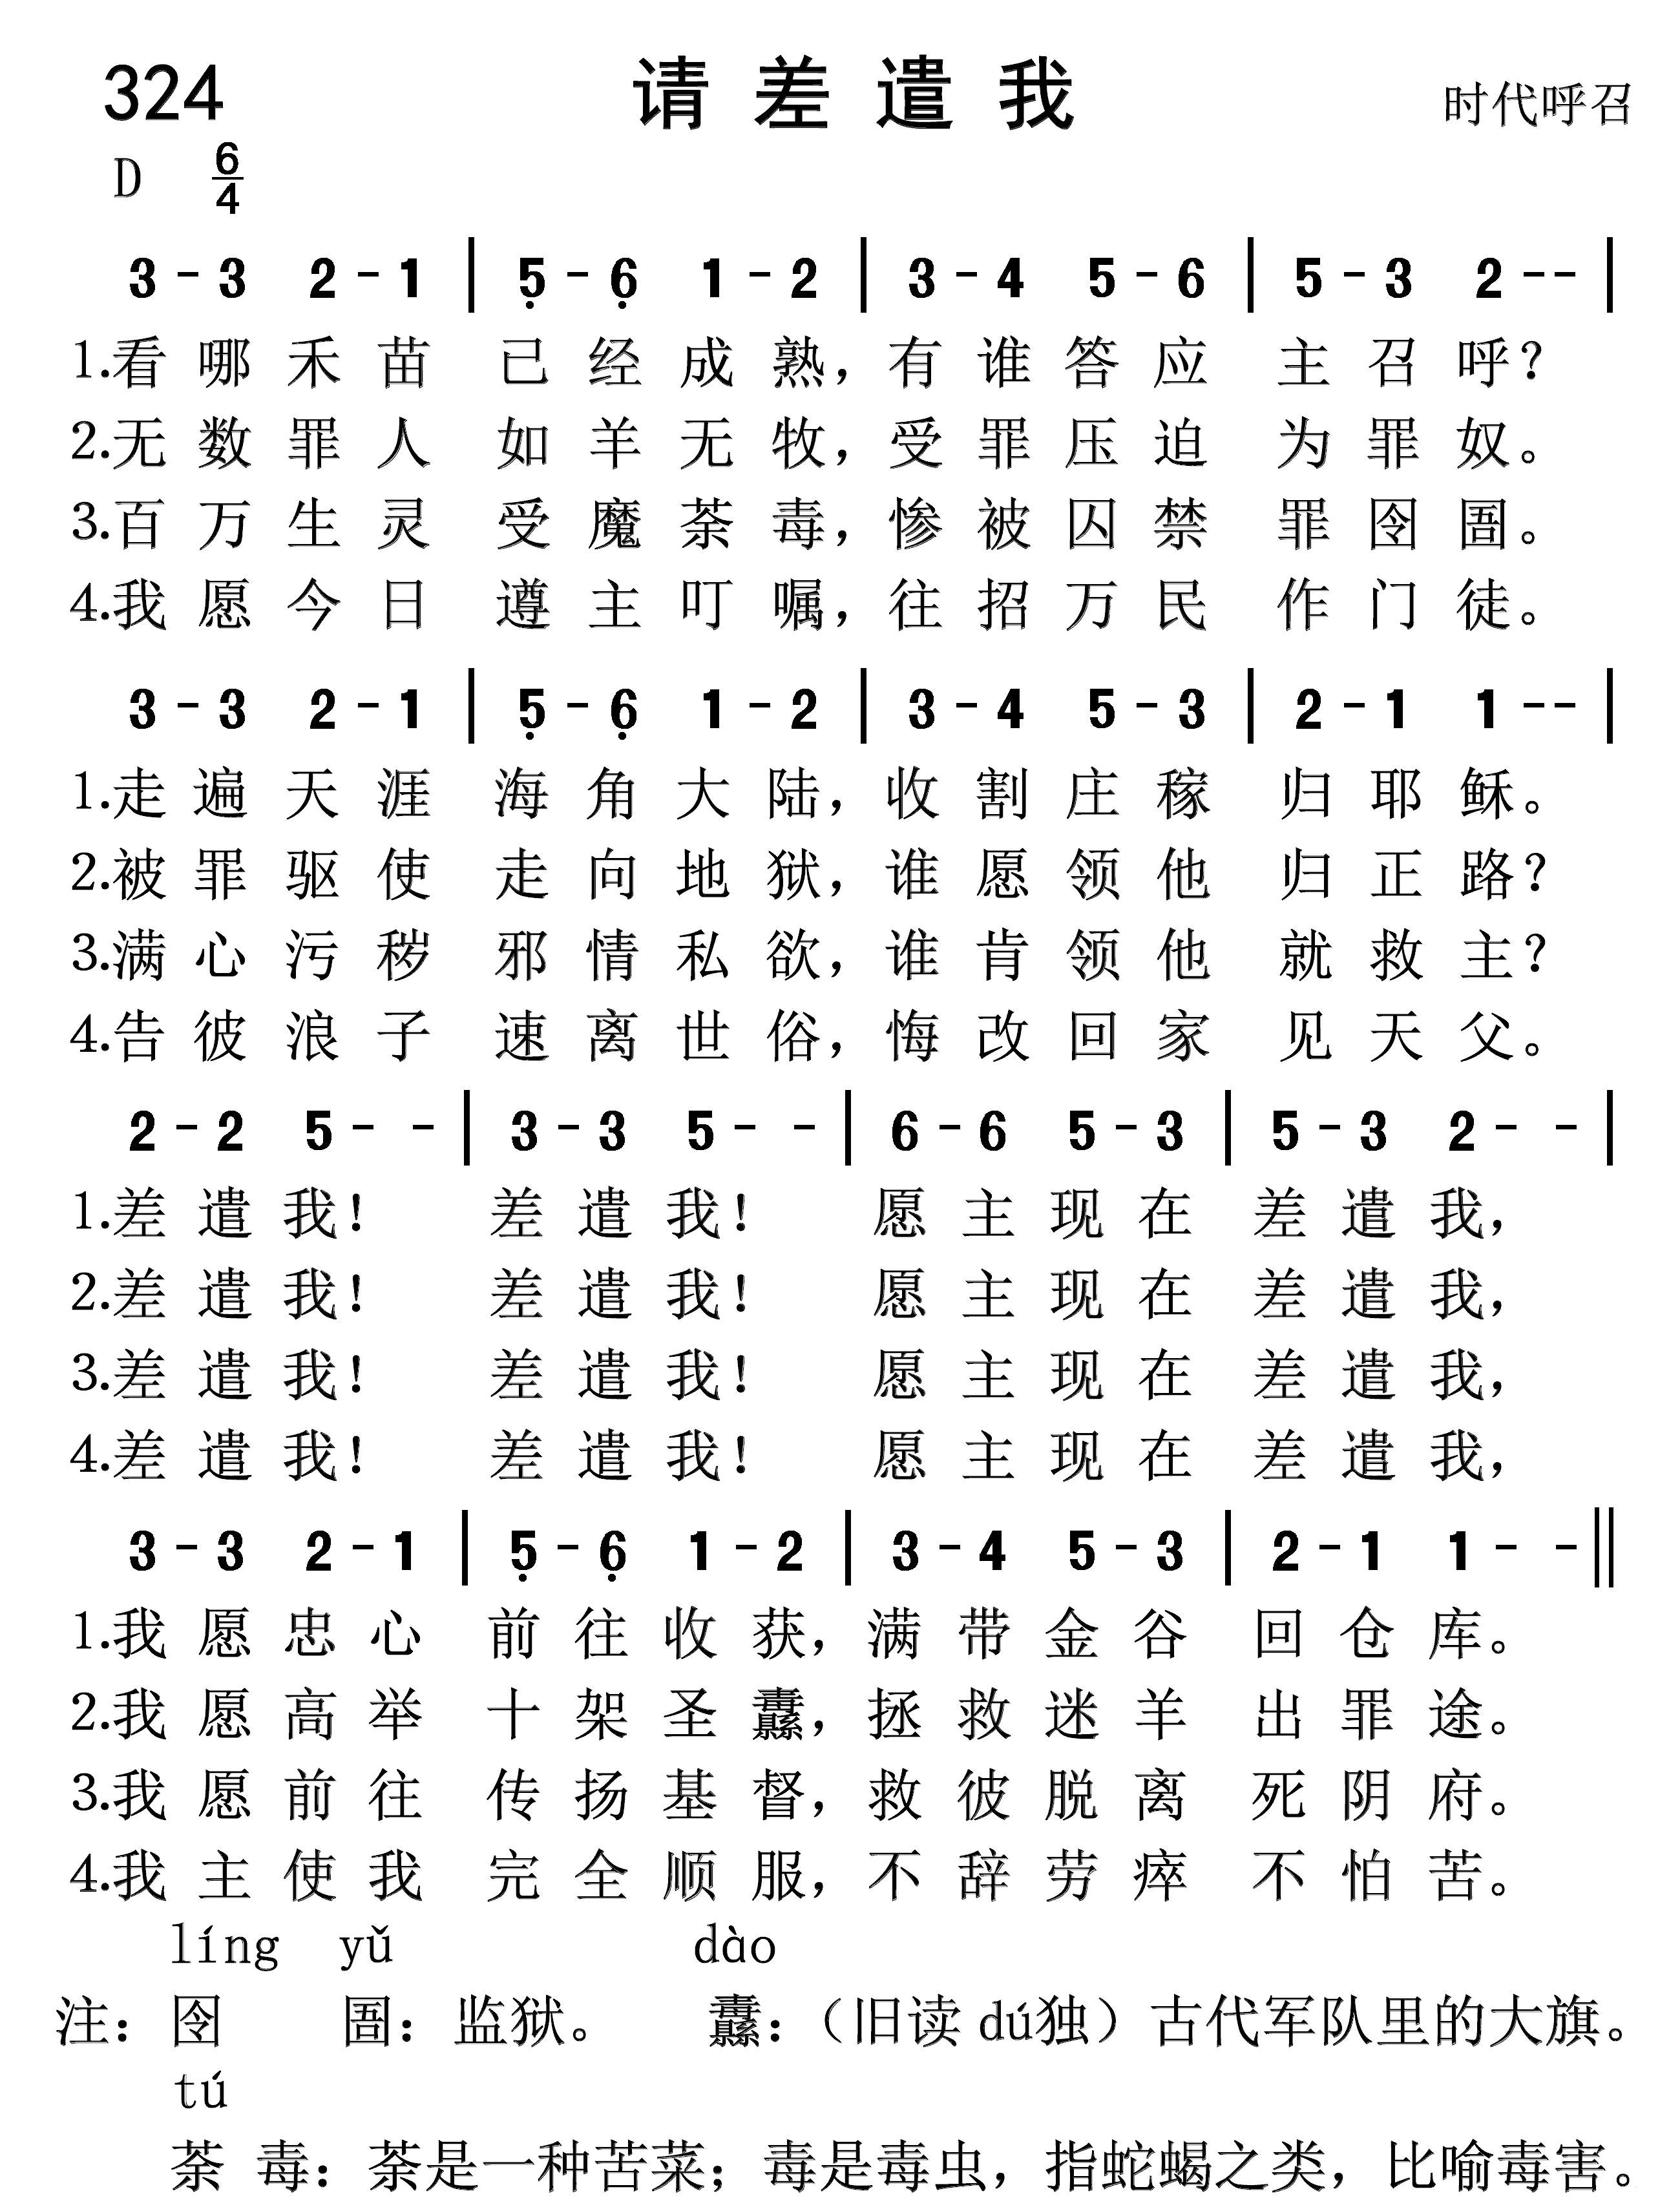 324 请差遣我 时代呼召
D 6/4
3 - 3 2 - 1 | 5̣ - 6̣ 1 - 2 | 3 - 4 5 - 6 | 5 - 3 2 - - |
1.看哪禾苗 已经成熟，有谁答应 主召呼？
2.无数罪人 如羊无牧，受罪压迫 为罪奴。
3.百万生灵 受魔荼毒，惨被囚禁 罪囹圄。
4.我愿今日 遵主叮嘱，往招万民 作门徒。
3 - 3 2 - 1 | 5̣ - 6̣ 1 - 2 | 3 - 4 5 - 3 | 2 - 1 1 - - |
1.走遍天涯 海角大陆，收割庄稼 归耶稣。
2.被罪驱使 走向地狱，谁愿领他 归正路？
3.满心污秽 邪情私欲，谁肯领他 就救主？
4.告彼浪子 速离世俗，悔改回家 见天父。
2 - 2 5 - - | 3 - 3 5 - - | 6 - 6 5 - 3 | 5 - 3 2 - - |
1.差遣我！ 差遣我！ 愿主现在 差遣我，
2.差遣我！ 差遣我！ 愿主现在 差遣我，
3.差遣我！ 差遣我！ 愿主现在 差遣我，
4.差遣我！ 差遣我！ 愿主现在 差遣我，
3 - 3 2 - 1 | 5̣ - 6̣ 1 - 2 | 3 - 4 5 - 3 | 2 - 1 1 - - ||
1.我愿忠心 前往收获，满带金谷 回仓库。
2.我愿高举 十架圣纛，拯救迷羊 出罪途。
3.我愿前往 传扬基督，救彼脱离 死阴府。
4.我主使我 完全顺服，不辞劳瘁 不怕苦。
líng yǔ dào
注：囹 圄：监狱。 纛：（旧读dú独）古代军队里的大旗。
tú
荼 毒：荼是一种苦菜；毒是毒虫，指蛇蝎之类，比喻毒害。